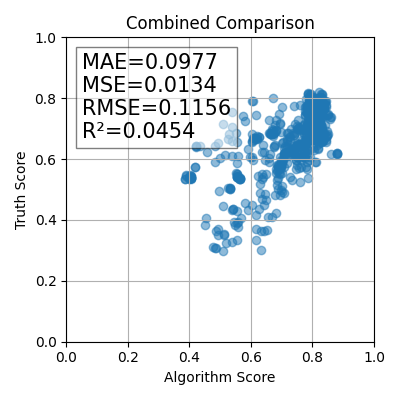 Combined Comparison
MAE=0.0977
MSE=0.0134
RMSE=0.1156
R²=0.0454
Truth Score
1.0
0.8
0.6
0.4
0.2
0.0
0.0 0.2 0.4 0.6 0.8 1.0
Algorithm Score